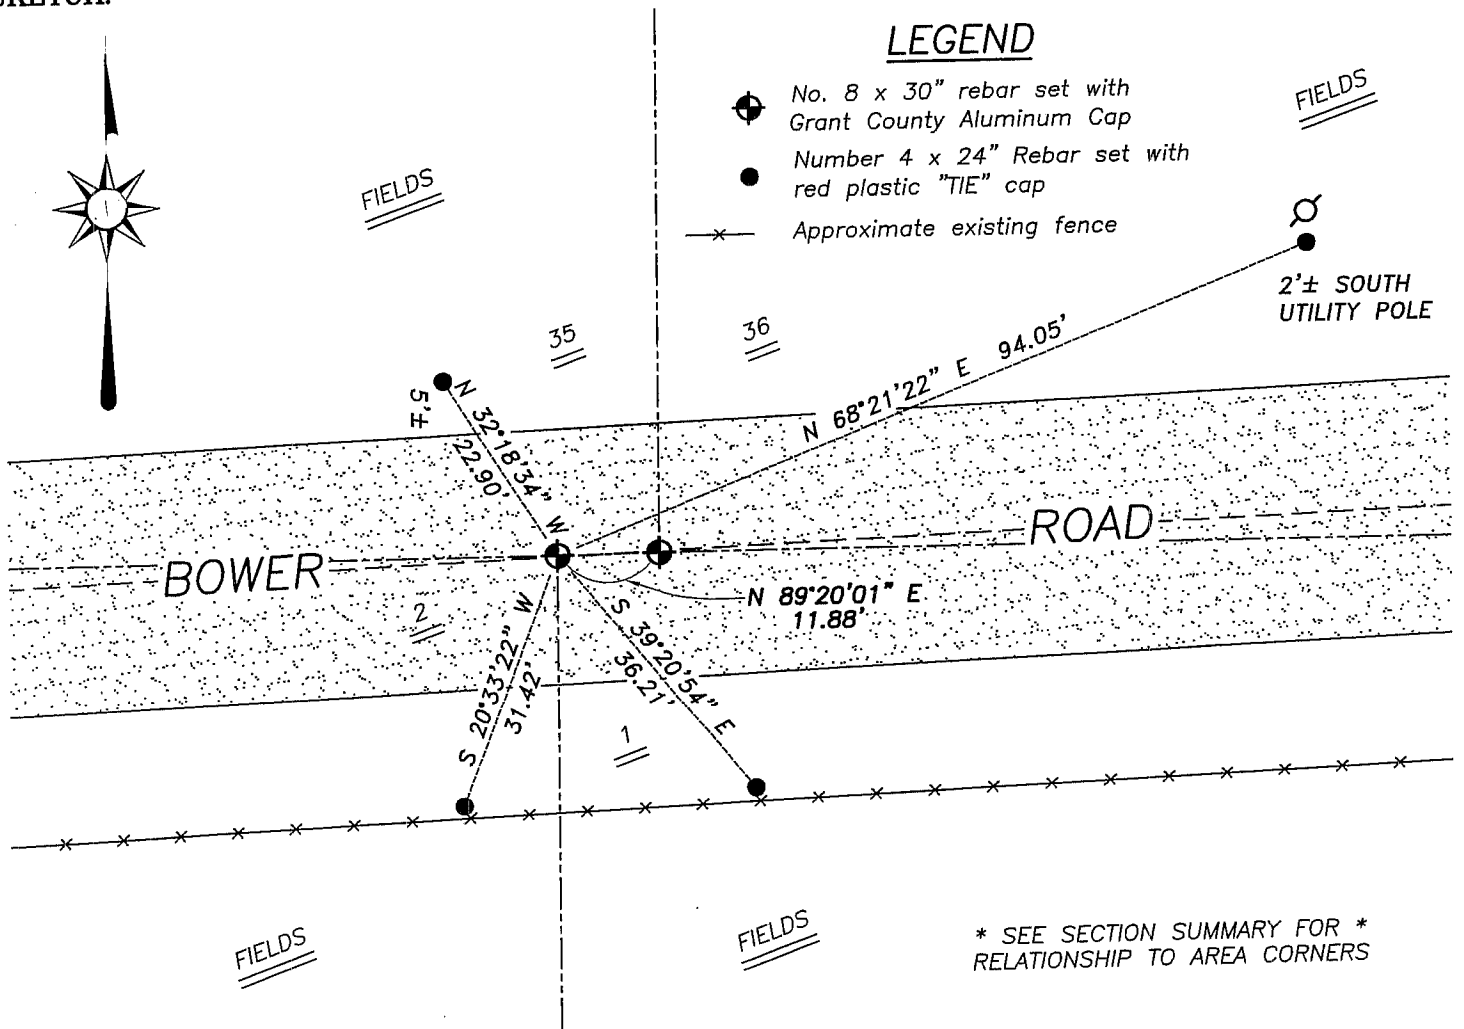 LEGEND
No. 8 x 30" rebar set with
Grant County Aluminum Cap
Number 4 x 24" Rebar set with
red plastic "TIE" cap
Approximate existing fence
FIELDS
FIELDS
2'± SOUTH
UTILITY POLE
35
36
N 68°21'22" E 94.05'
5'±
N 32°18'34" W
22.90'
BOWER
ROAD
N 89°20'01" E
11.88'
2
S 20°33'22" W
31.42'
S 39°20'54" E
36.21'
1
FIELDS
FIELDS
* SEE SECTION SUMMARY FOR *
RELATIONSHIP TO AREA CORNERS